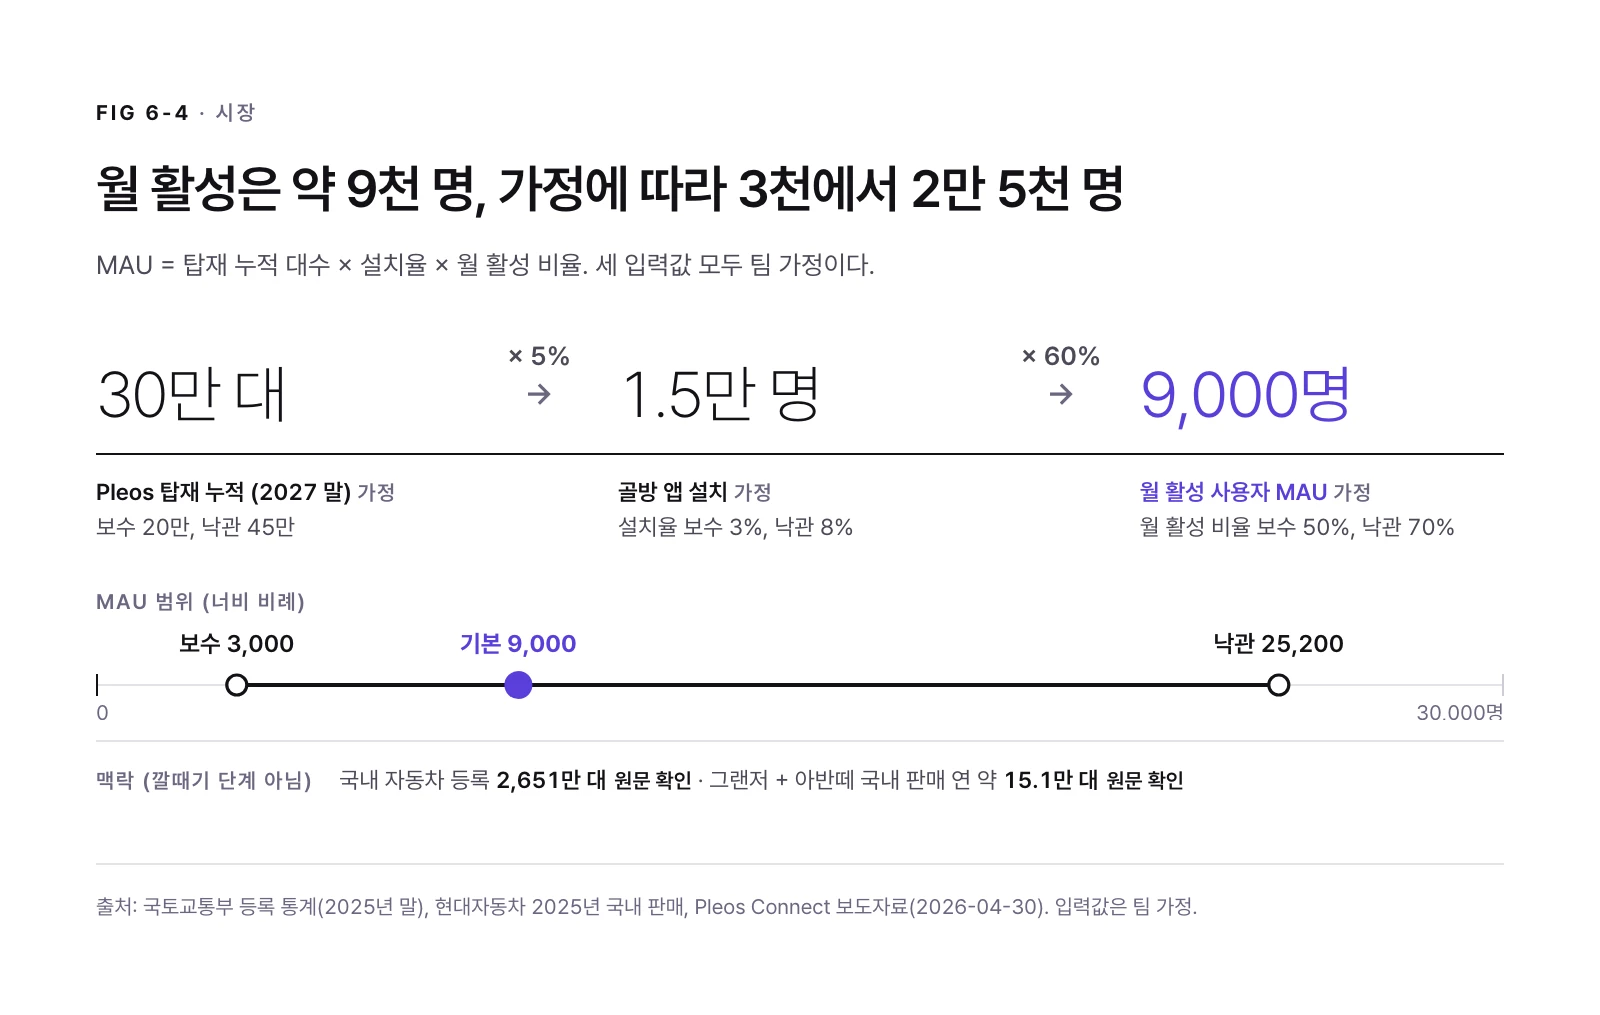 FIG 6-4 · 시장
월 활성은 약 9천 명, 가정에 따라 3천에서 2만 5천 명
MAU = 탑재 누적 대수 × 설치율 × 월 활성 비율. 세 입력값 모두 팀 가정이다.
30만 대
× 5%
→
1.5만 명
× 60%
→
9,000명
Pleos 탑재 누적 (2027 말) 가정
보수 20만, 낙관 45만
골방 앱 설치 가정
설치율 보수 3%, 낙관 8%
월 활성 사용자 MAU 가정
월 활성 비율 보수 50%, 낙관 70%
MAU 범위 (너비 비례)
보수 3,000
기본 9,000
낙관 25,200
0
30,000명
맥락 (깔때기 단계 아님) 국내 자동차 등록 2,651만 대 원문 확인 · 그랜저 + 아반떼 국내 판매 연 약 15.1만 대 원문 확인
출처: 국토교통부 등록 통계(2025년 말), 현대자동차 2025년 국내 판매, Pleos Connect 보도자료(2026-04-30). 입력값은 팀 가정.